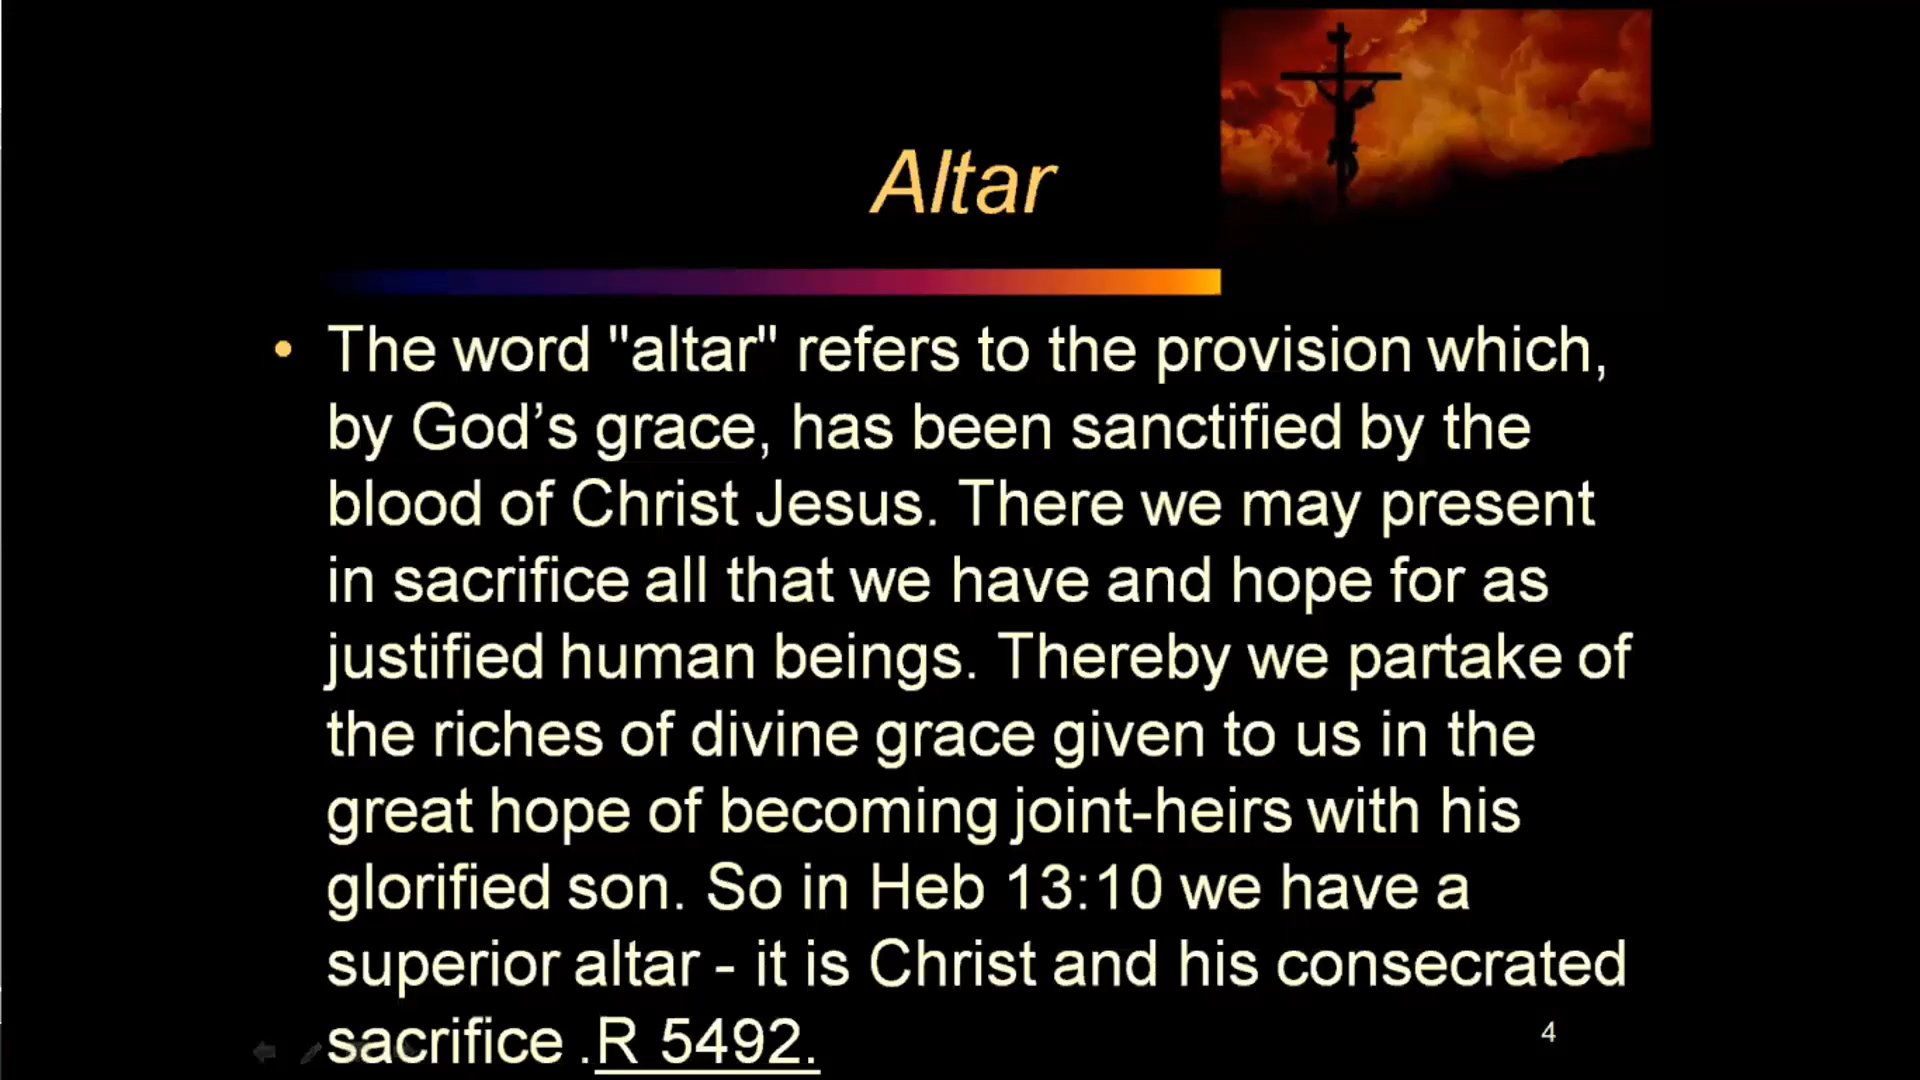 Altar
• The word "altar" refers to the provision which,
by God’s grace, has been sanctified by the
blood of Christ Jesus. There we may present
in sacrifice all that we have and hope for as
justified human beings. Thereby we partake of
the riches of divine grace given to us in the
great hope of becoming joint-heirs with his
glorified son. So in Heb 13:10 we have a
superior altar - it is Christ and his consecrated
sacrifice .R 5492.
4